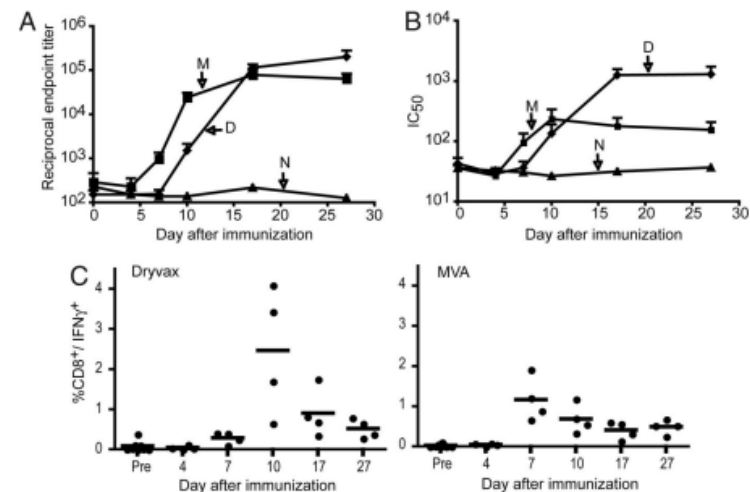 A
Reciprocal endpoint titer
10⁶
10⁵
10⁴
10³
10²
M
D
N
0 5 10 15 20 25 30
Day after immunization
B
IC50
10⁴
10³
10²
10¹
D
M
N
0 5 10 15 20 25 30
Day after immunization
C
Dryvax
%CD8⁺/ IFNγ⁺
4
3
2
1
0
Pre 4 7 10 17 27
Day after immunization
MVA
4
3
2
1
0
Pre 4 7 10 17 27
Day after immunization